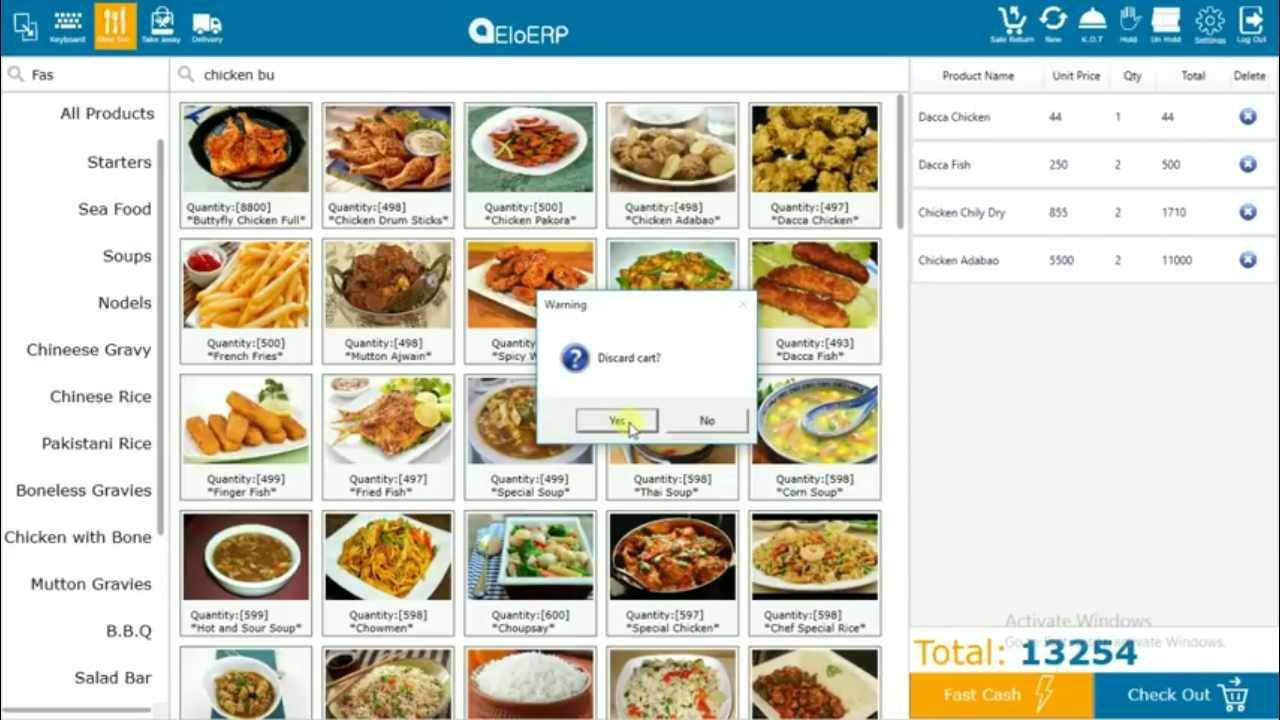 Keyboard
Dine In
Take away
Delivery
EloERP
Sale Return
New
K.O.T
Hold
Un Hold
Settings
Log Out
Fas
chicken bu
Product Name Unit Price Qty Total Delete
All Products
Starters
Sea Food
Soups
Nodels
Chineese Gravy
Chinese Rice
Pakistani Rice
Boneless Gravies
Chicken with Bone
Mutton Gravies
B.B.Q
Salad Bar
Quantity:[8800]
*Buttyfly Chicken Full*
Quantity:[498]
*Chicken Drum Sticks*
Quantity:[500]
*Chicken Pakora*
Quantity:[498]
*Chicken Adabao*
Quantity:[497]
*Dacca Chicken*
Quantity:[500]
*French Fries*
Quantity:[498]
*Mutton Ajwain*
Quanti
*Spicy W
Quantity:[493]
*Dacca Fish*
Quantity:[499]
*Finger Fish*
Quantity:[497]
*Fried Fish*
Quantity:[499]
*Special Soup*
Quantity:[598]
*Thai Soup*
Quantity:[598]
*Corn Soup*
Quantity:[599]
*Hot and Sour Soup*
Quantity:[598]
*Chowmen*
Quantity:[600]
*Choupsay*
Quantity:[597]
*Special Chicken*
Quantity:[598]
*Chef Special Rice*
Warning
Discard cart?
Yes
No
Dacca Chicken 44 1 44
Dacca Fish 250 2 500
Chicken Chily Dry 855 2 1710
Chicken Adabao 5500 2 11000
Activate Windows
Go to Settings to activate Windows.
Total: 13254
Fast Cash
Check Out